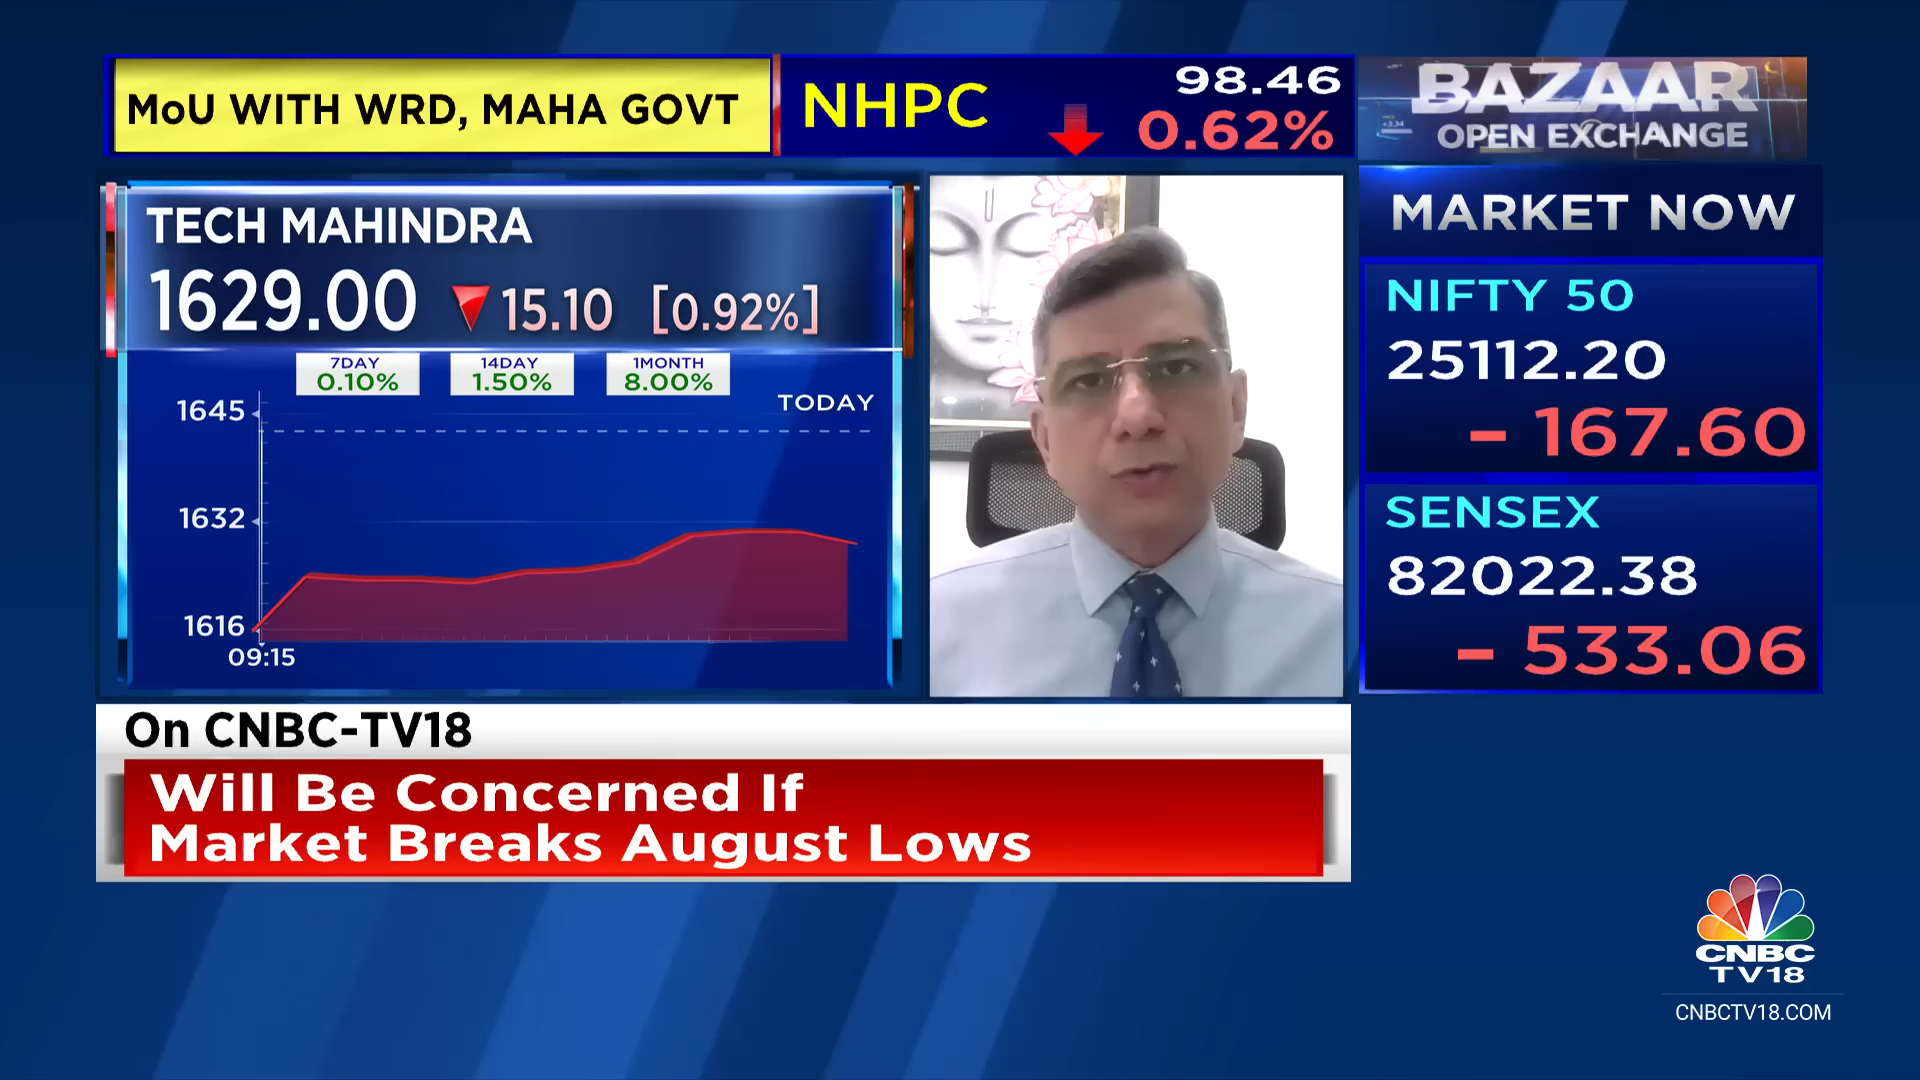 MoU WITH WRD, MAHA GOVT
NHPC
98.46
0.62%
BAZAAR
OPEN EXCHANGE
TECH MAHINDRA
1629.00 ▼ 15.10 [0.92%]
7DAY
0.10%
14DAY
1.50%
1MONTH
8.00%
TODAY
1645
1632
1616
09:15
MARKET NOW
NIFTY 50
25112.20
- 167.60
SENSEX
82022.38
- 533.06
On CNBC-TV18
Will Be Concerned If
Market Breaks August Lows
CNBC
TV18
CNBCTV18.COM